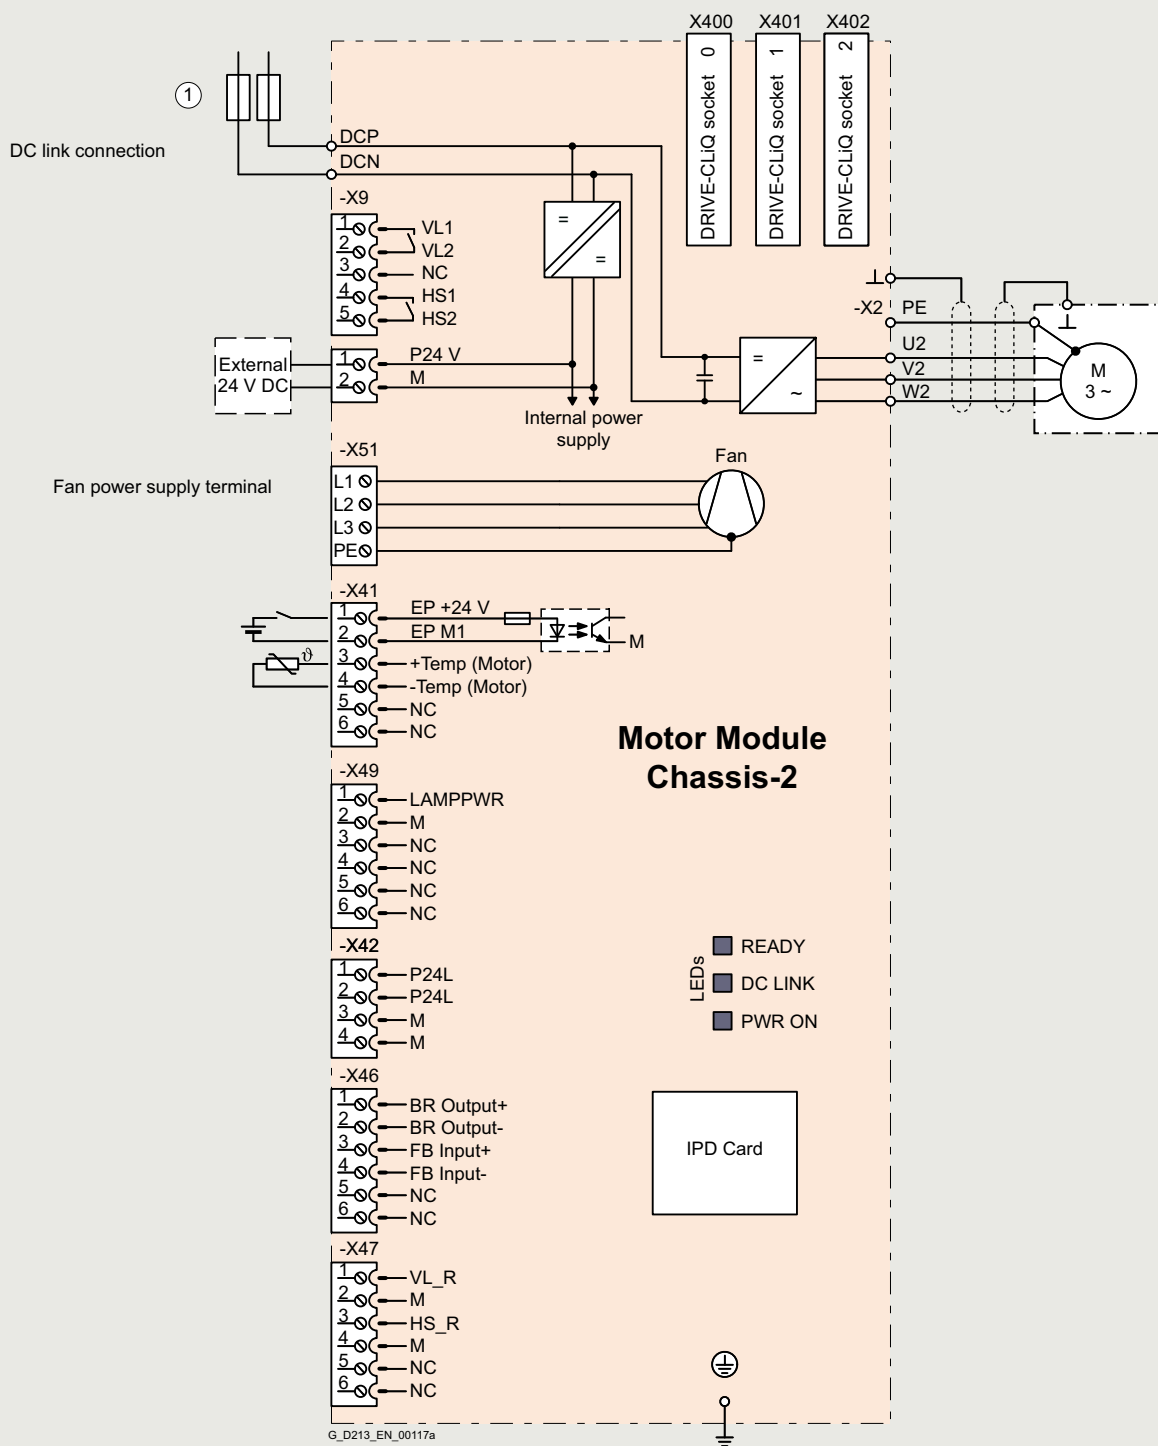 X400
X401
X402
DRIVE-CLiQ socket 0
DRIVE-CLiQ socket 1
DRIVE-CLiQ socket 2
1
DC link connection
DCP
DCN
-X9
1 VL1
2 VL2
3 NC
4 HS1
5 HS2
=
=
External
24 V DC
1 P24 V
2 M
Internal power
supply
=
~
-X2 PE
U2
V2
W2
M
3 ~
-X51
Fan power supply terminal
L1
L2
L3
PE
Fan
-X41
1 EP +24 V
2 EP M1
M
ϑ
3 +Temp (Motor)
4 -Temp (Motor)
5 NC
6 NC
Motor Module
Chassis-2
-X49
1 LAMPPWR
2 M
3 NC
4 NC
5 NC
6 NC
-X42
1 P24L
2 P24L
3 M
4 M
LEDs
READY
DC LINK
PWR ON
-X46
1 BR Output+
2 BR Output-
3 FB Input+
4 FB Input-
5 NC
6 NC
IPD Card
-X47
1 VL_R
2 M
3 HS_R
4 M
5 NC
6 NC
G_D213_EN_00117a